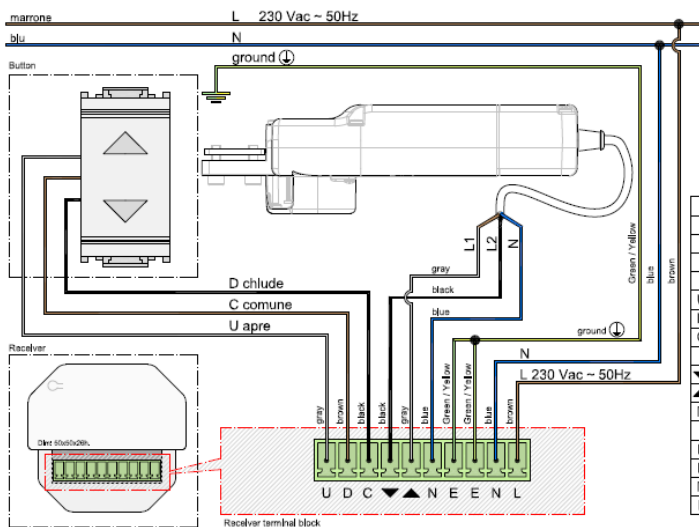 marrone L 230 Vac ~ 50Hz
blu N
ground
Button
L1 L2 N
gray
black
blue
Green / Yellow
blue
brown
D chlude
C comune
U apre
ground
N
L 230 Vac ~ 50Hz
Receiver
gray brown black black gray blue Green / Yellow Green / Yellow blue brown
U D C ▼ ▲ N E E N L
Receiver terminal block